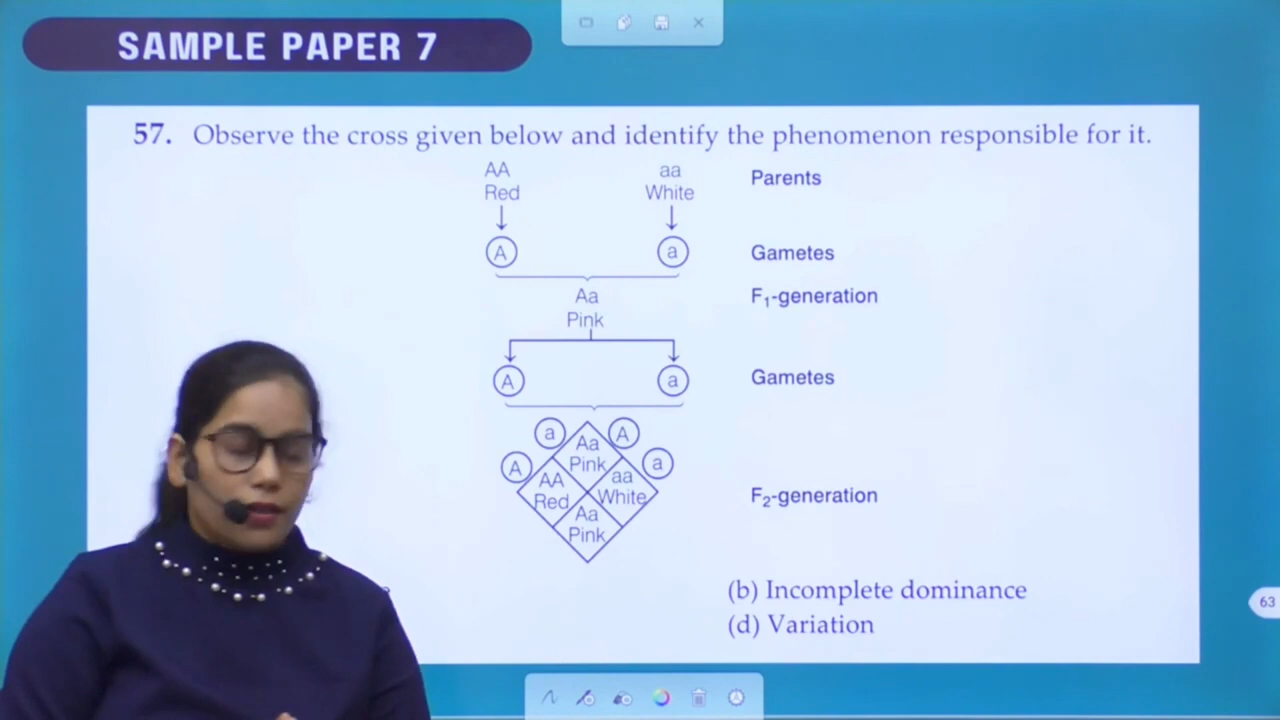 SAMPLE PAPER 7
57. Observe the cross given below and identify the phenomenon responsible for it.
AA aa Parents
Red White
A a Gametes
Aa F1-generation
Pink
A a Gametes
a Aa A
A Pink a
AA aa
Red White F2-generation
Aa
Pink
(b) Incomplete dominance
(d) Variation
63